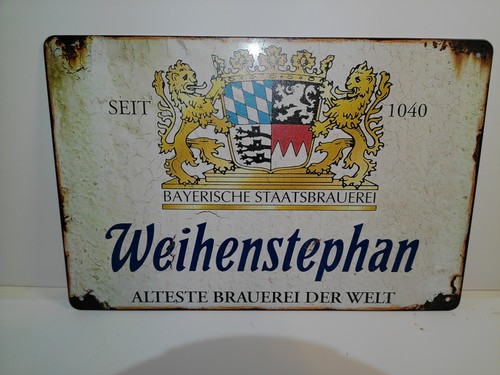 SEIT 1040
BAYERISCHE STAATSBRAUEREI
Weihenstephan
ALTESTE BRAUEREI DER WELT